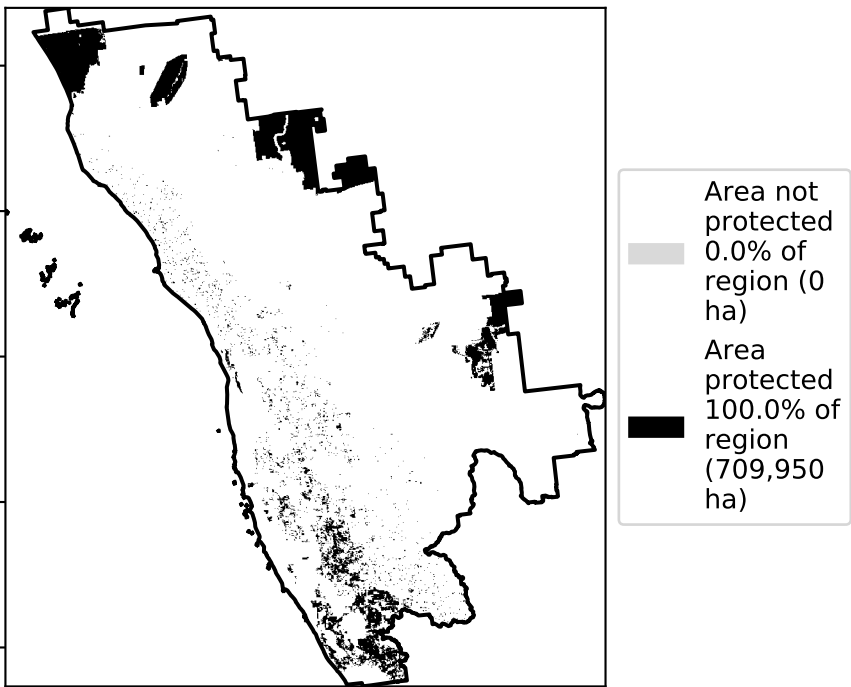 Area not
protected
0.0% of
region (0
ha)
Area
protected
100.0% of
region
(709,950
ha)